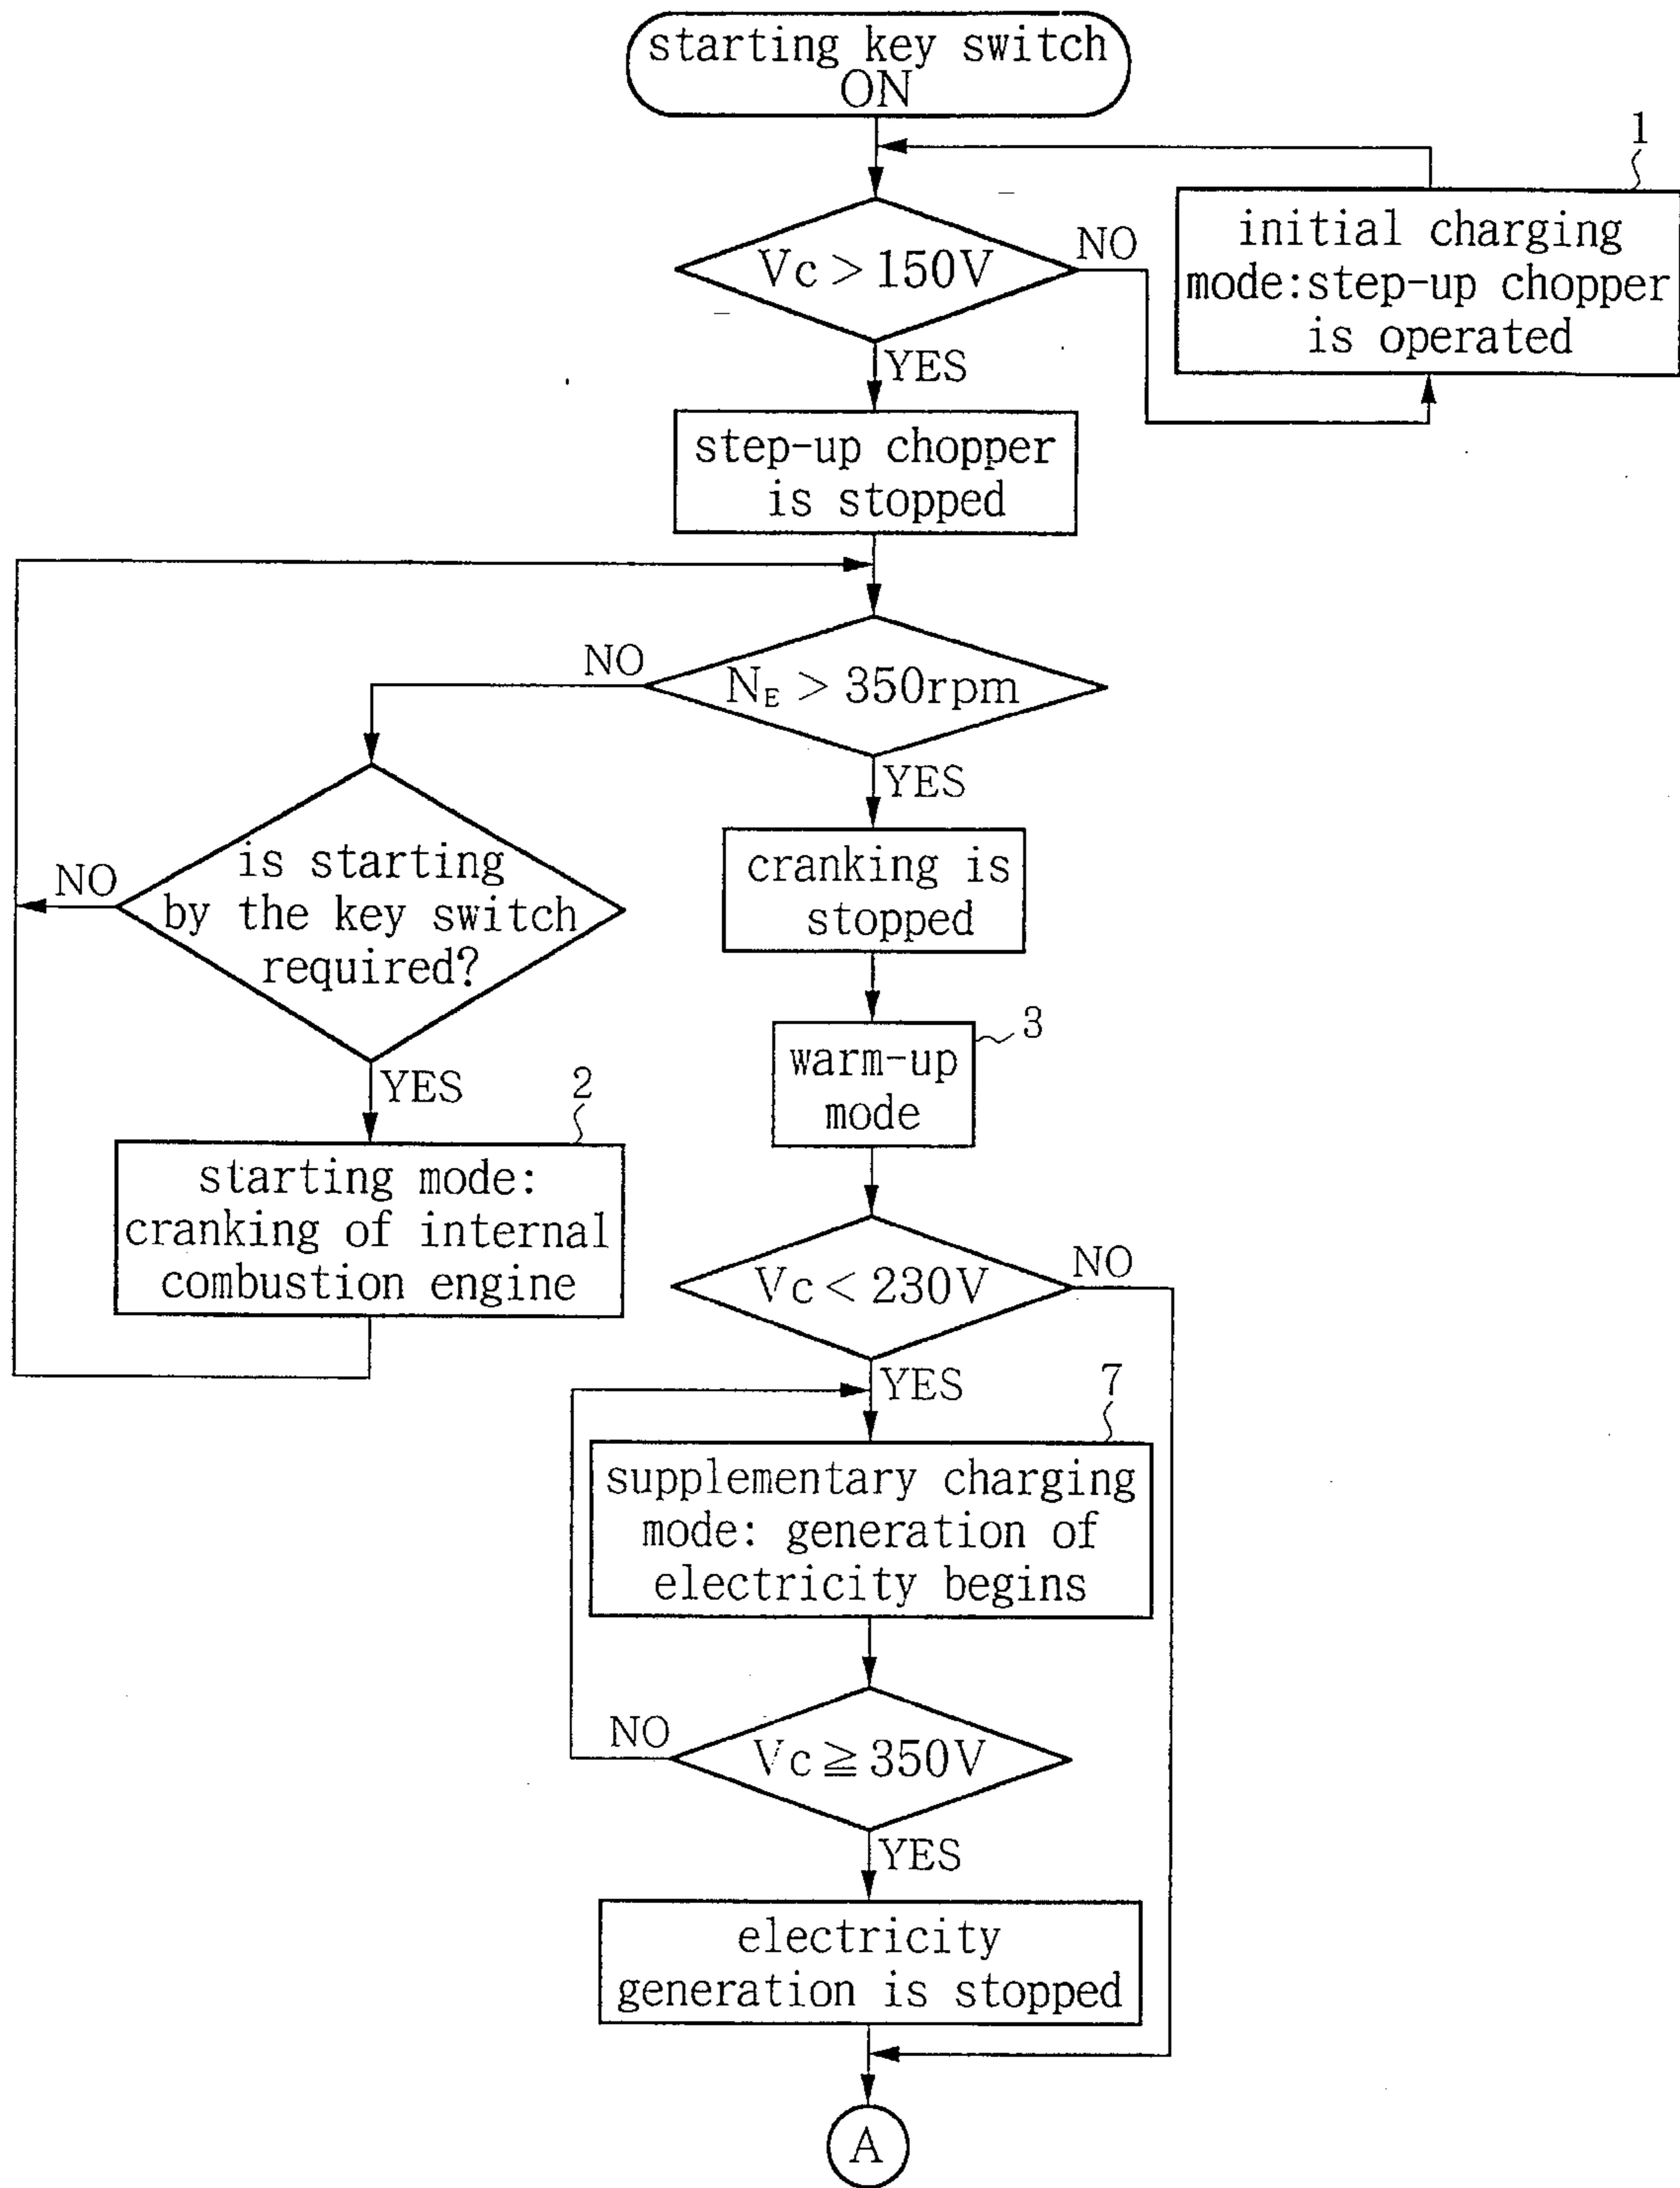 starting key switch
ON
1
initial charging
mode:step-up chopper
is operated
Vc > 150V
NO
YES
step-up chopper
is stopped
NO
N_E > 350rpm
YES
is starting
by the key switch
required?
NO
YES
cranking is
stopped
3
warm-up
mode
2
starting mode:
cranking of internal
combustion engine
Vc < 230V
NO
YES
7
supplementary charging
mode: generation of
electricity begins
NO
Vc ≧ 350V
YES
electricity
generation is stopped
A